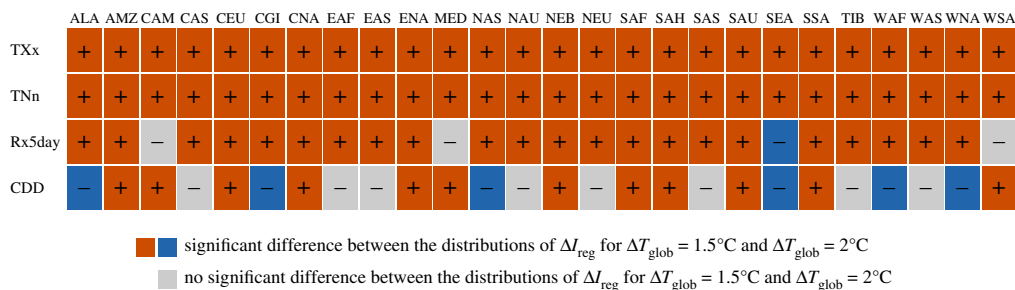 ALA AMZ CAM CAS CEU CGI CNA EAF EAS ENA MED NAS NAU NEB NEU SAF SAH SAS SAU SEA SSA TIB WAF WAS WNA WSA
TXx + + + + + + + + + + + + + + + + + + + + + + + + + +
TNn + + + + + + + + + + + + + + + + + + + + + + + + + +
Rx5day + + − + + + + + + + − + + + + + + + + − + + + + + −
CDD − + + − + − + − − + + − − + − + + − + − + − − − − +
significant difference between the distributions of ΔI_reg for ΔT_glob = 1.5°C and ΔT_glob = 2°C
no significant difference between the distributions of ΔI_reg for ΔT_glob = 1.5°C and ΔT_glob = 2°C